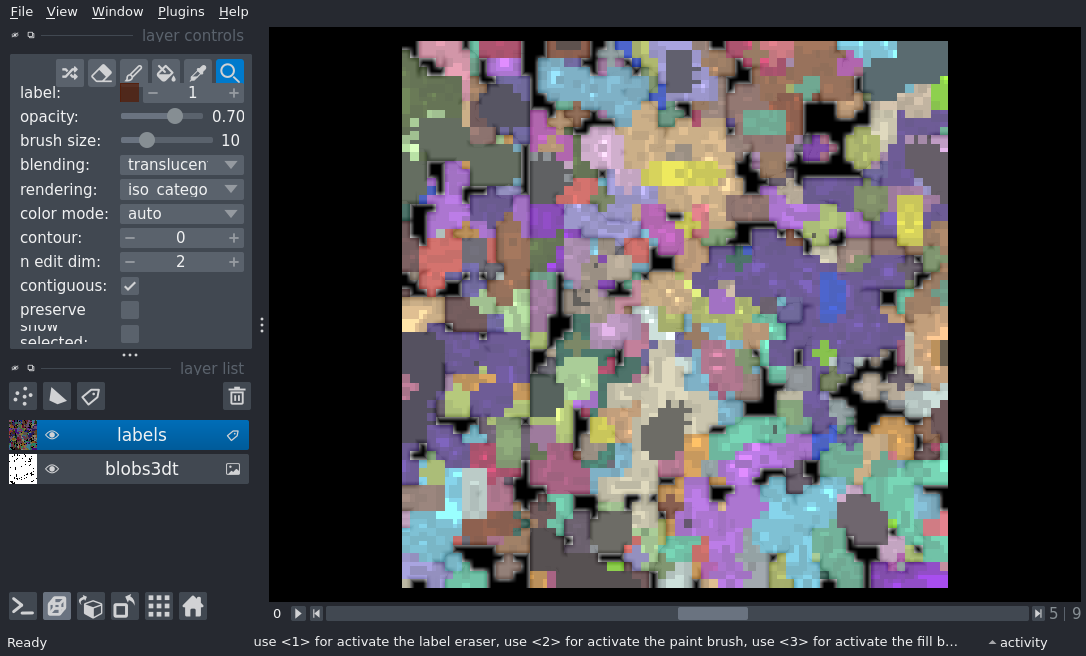 File View Window Plugins Help
layer controls
label: 1
opacity: 0.70
brush size: 10
blending: translucen
rendering: iso_catego
color mode: auto
contour: 0
n edit dim: 2
contiguous:
preserve
show
selected:
layer list
labels
blobs3dt
0 5 | 9
Ready use <1> for activate the label eraser, use <2> for activate the paint brush, use <3> for activate the fill b... activity